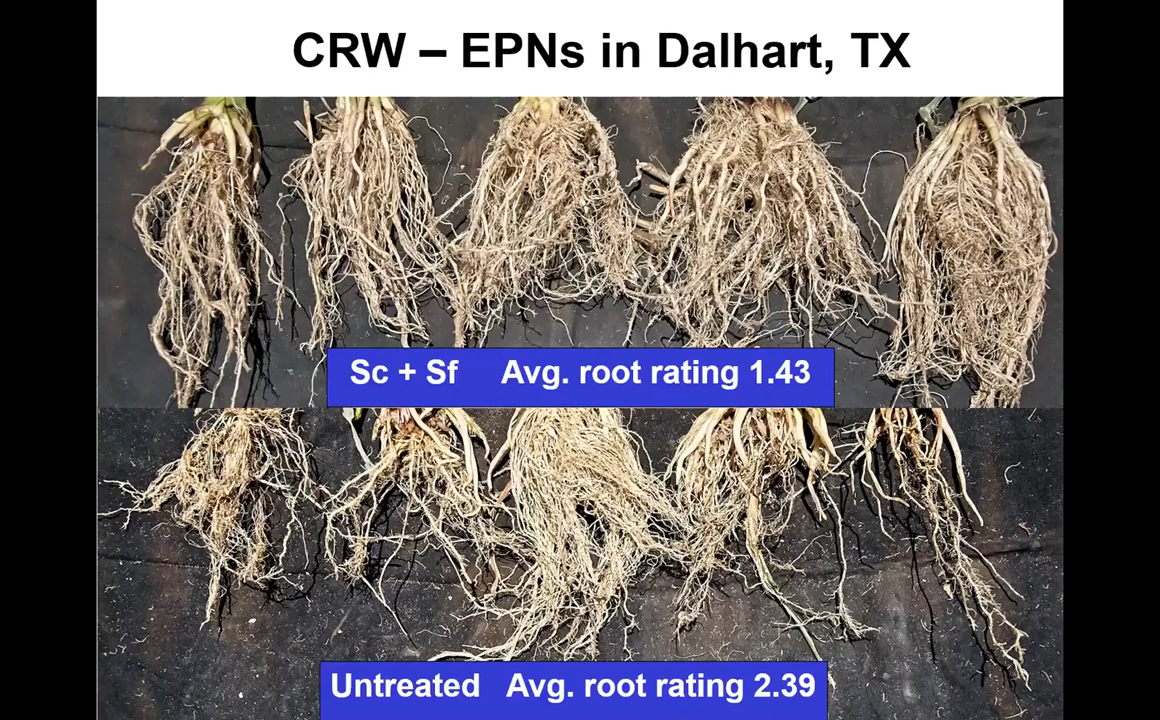 CRW – EPNs in Dalhart, TX
Sc + Sf Avg. root rating 1.43
Untreated Avg. root rating 2.39